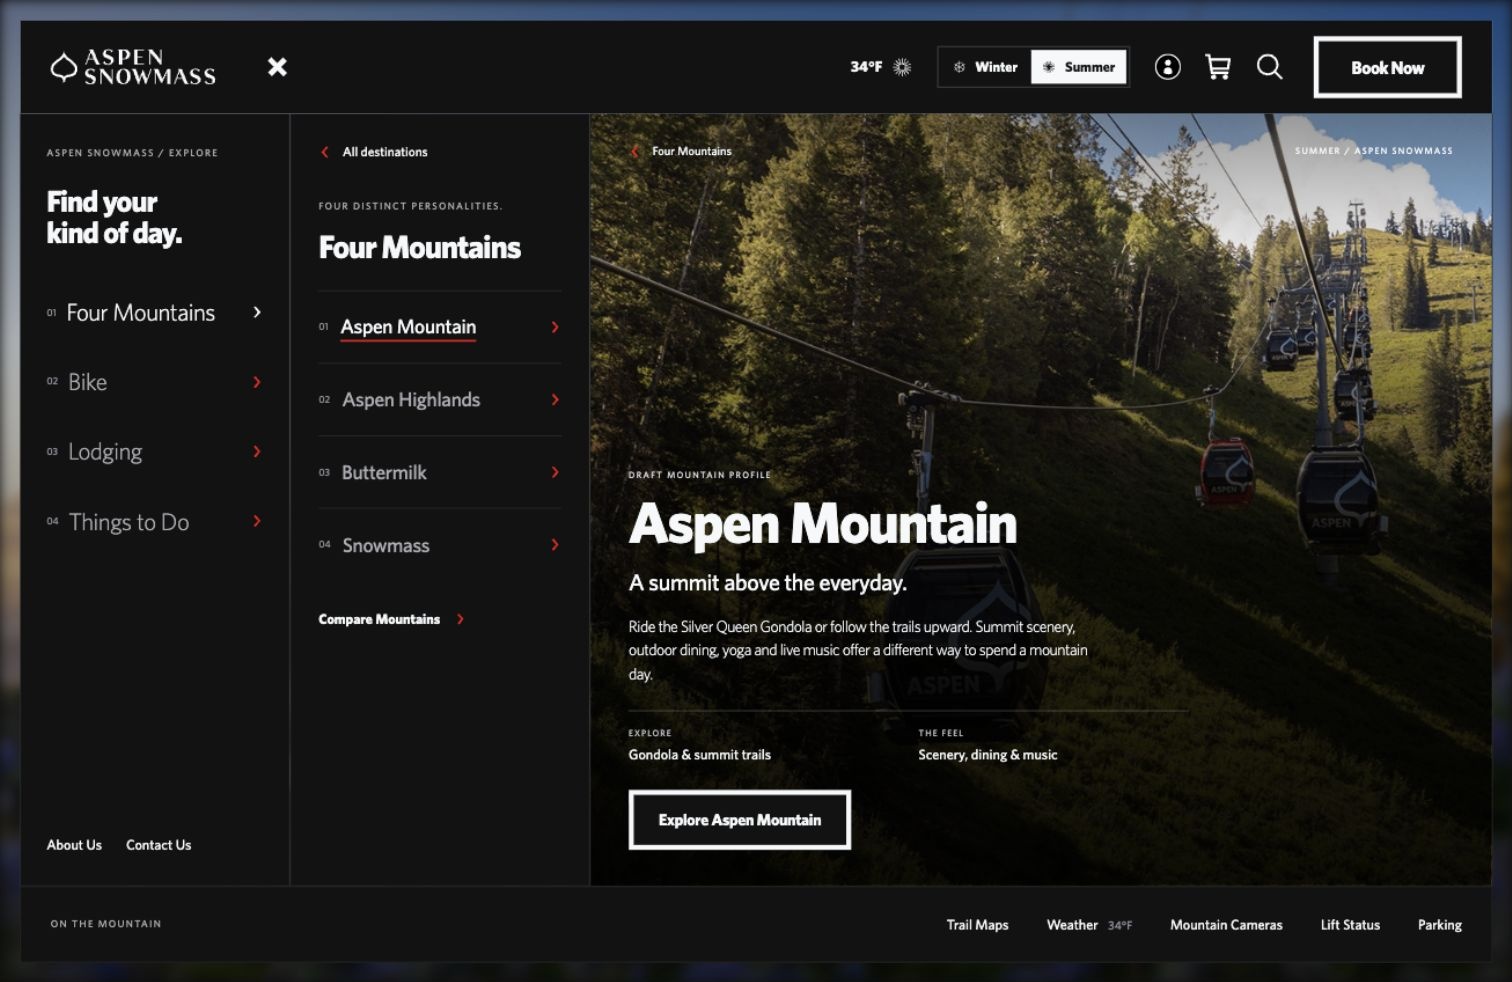 ASPEN
SNOWMASS
34°F
Winter
Summer
Book Now
ASPEN SNOWMASS / EXPLORE
Find your
kind of day.
01 Four Mountains
02 Bike
03 Lodging
04 Things to Do
About Us
Contact Us
All destinations
FOUR DISTINCT PERSONALITIES.
Four Mountains
01 Aspen Mountain
02 Aspen Highlands
03 Buttermilk
04 Snowmass
Compare Mountains
Four Mountains
SUMMER / ASPEN SNOWMASS
ASPEN
ASPEN
ASPEN
DRAFT MOUNTAIN PROFILE
Aspen Mountain
A summit above the everyday.
Ride the Silver Queen Gondola or follow the trails upward. Summit scenery,
outdoor dining, yoga and live music offer a different way to spend a mountain
day.
ASPEN
EXPLORE
Gondola & summit trails
THE FEEL
Scenery, dining & music
Explore Aspen Mountain
ON THE MOUNTAIN
Trail Maps
Weather 34°F
Mountain Cameras
Lift Status
Parking